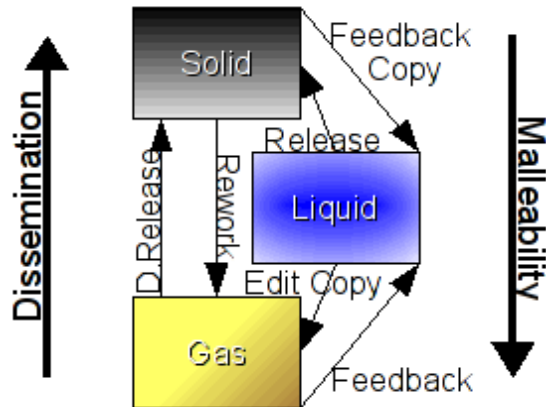 Solid
Feedback
Copy
Release
Dissemination
D.Release
Rework
Liquid
Malleability
Edit Copy
Gas
Feedback